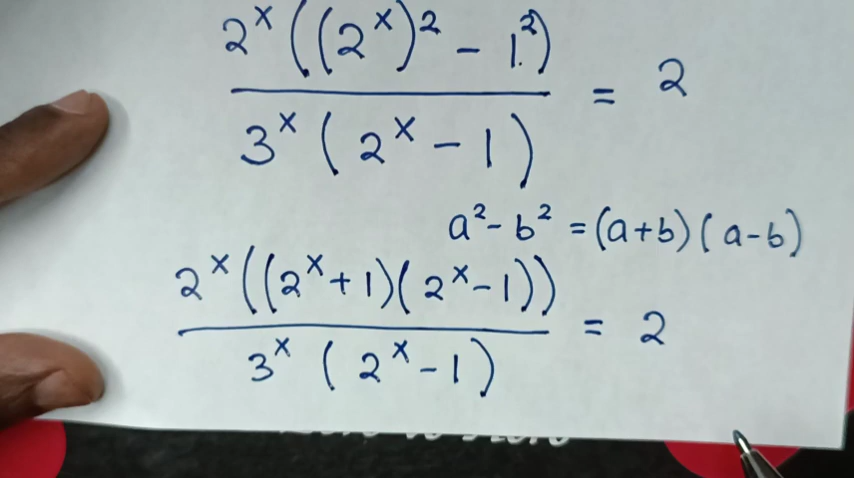 2^x((2^x)^2 - 1^2) / 3^x(2^x - 1) = 2
a^2 - b^2 = (a+b)(a-b)
2^x((2^x+1)(2^x-1)) / 3^x(2^x-1) = 2